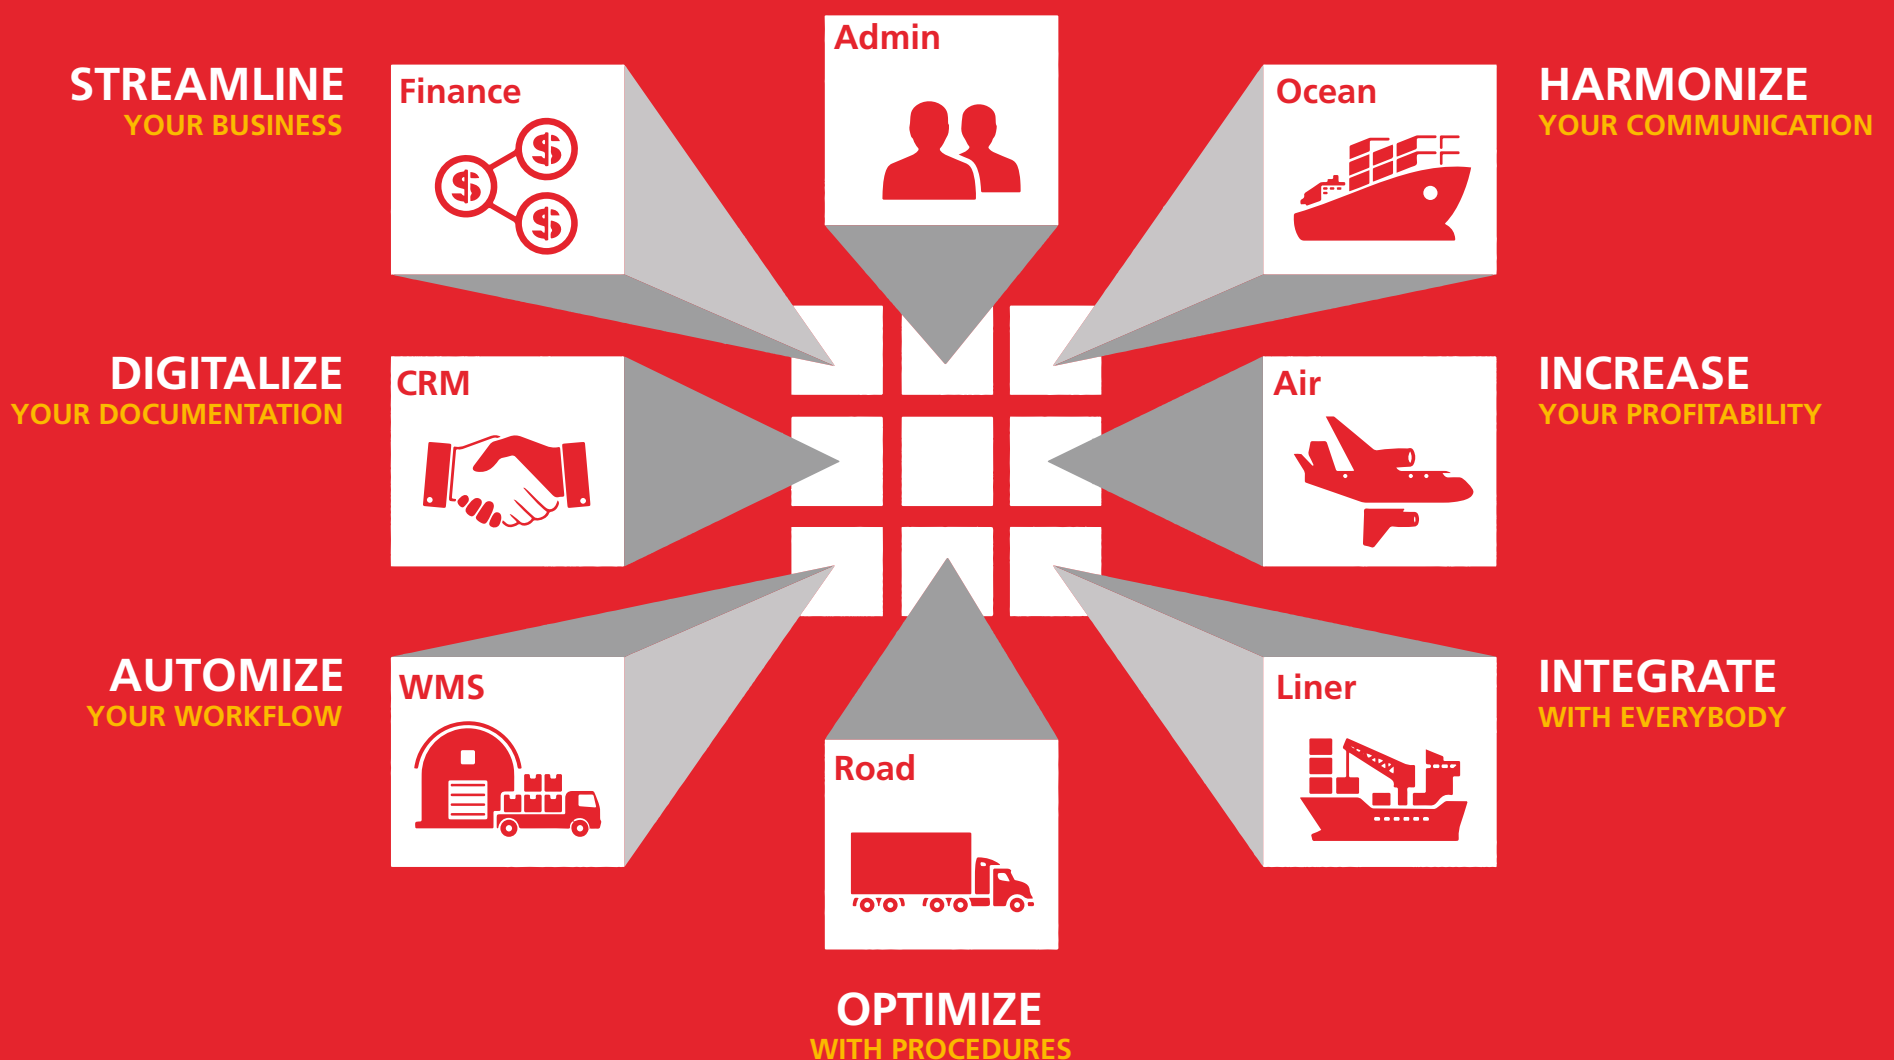 Admin
STREAMLINE
YOUR BUSINESS
Finance
$
$
$
Ocean
HARMONIZE
YOUR COMMUNICATION
DIGITALIZE
YOUR DOCUMENTATION
CRM
Air
INCREASE
YOUR PROFITABILITY
AUTOMIZE
YOUR WORKFLOW
WMS
Road
Liner
INTEGRATE
WITH EVERYBODY
OPTIMIZE
WITH PROCEDURES